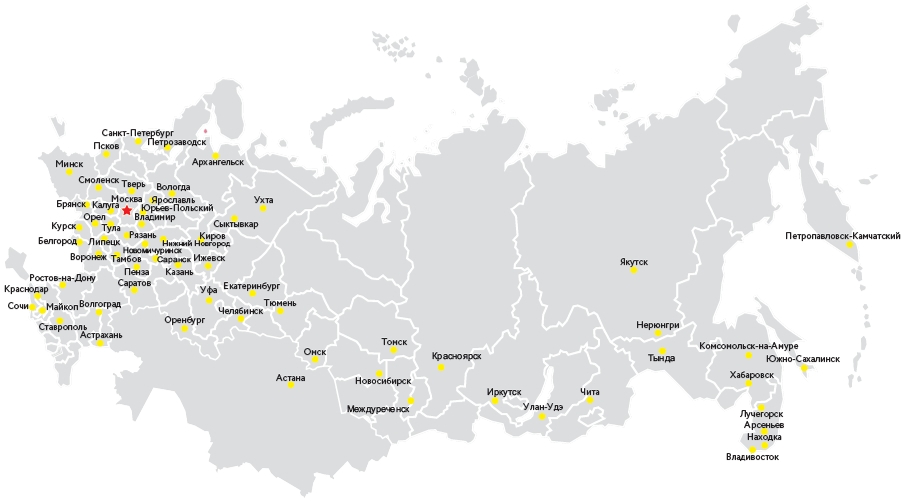 Санкт-Петербург
Петрозаводск
Псков
Архангельск
Минск
Смоленск
Тверь
Вологда
Ухта
Москва
Ярославль
Брянск
Калуга
Юрьев-Польский
Орел
Владимир
Сыктывкар
Курск
Тула
Рязань
Киров
Петропавловск-Камчатский
Белгород
Липецк
Нижний Новгород
Новомичуринск
Воронеж
Тамбов
Саранск
Ижевск
Якутск
Пенза
Казань
Ростов-на-Дону
Саратов
Екатеринбург
Краснодар
Уфа
Тюмень
Сочи
Майкоп
Волгоград
Челябинск
Оренбург
Ставрополь
Нерюнгри
Астрахань
Томск
Комсомольск-на-Амуре
Омск
Красноярск
Тында
Южно-Сахалинск
Астана
Новосибирск
Хабаровск
Иркутск
Чита
Междуреченск
Улан-Удэ
Лучегорск
Арсеньев
Находка
Владивосток